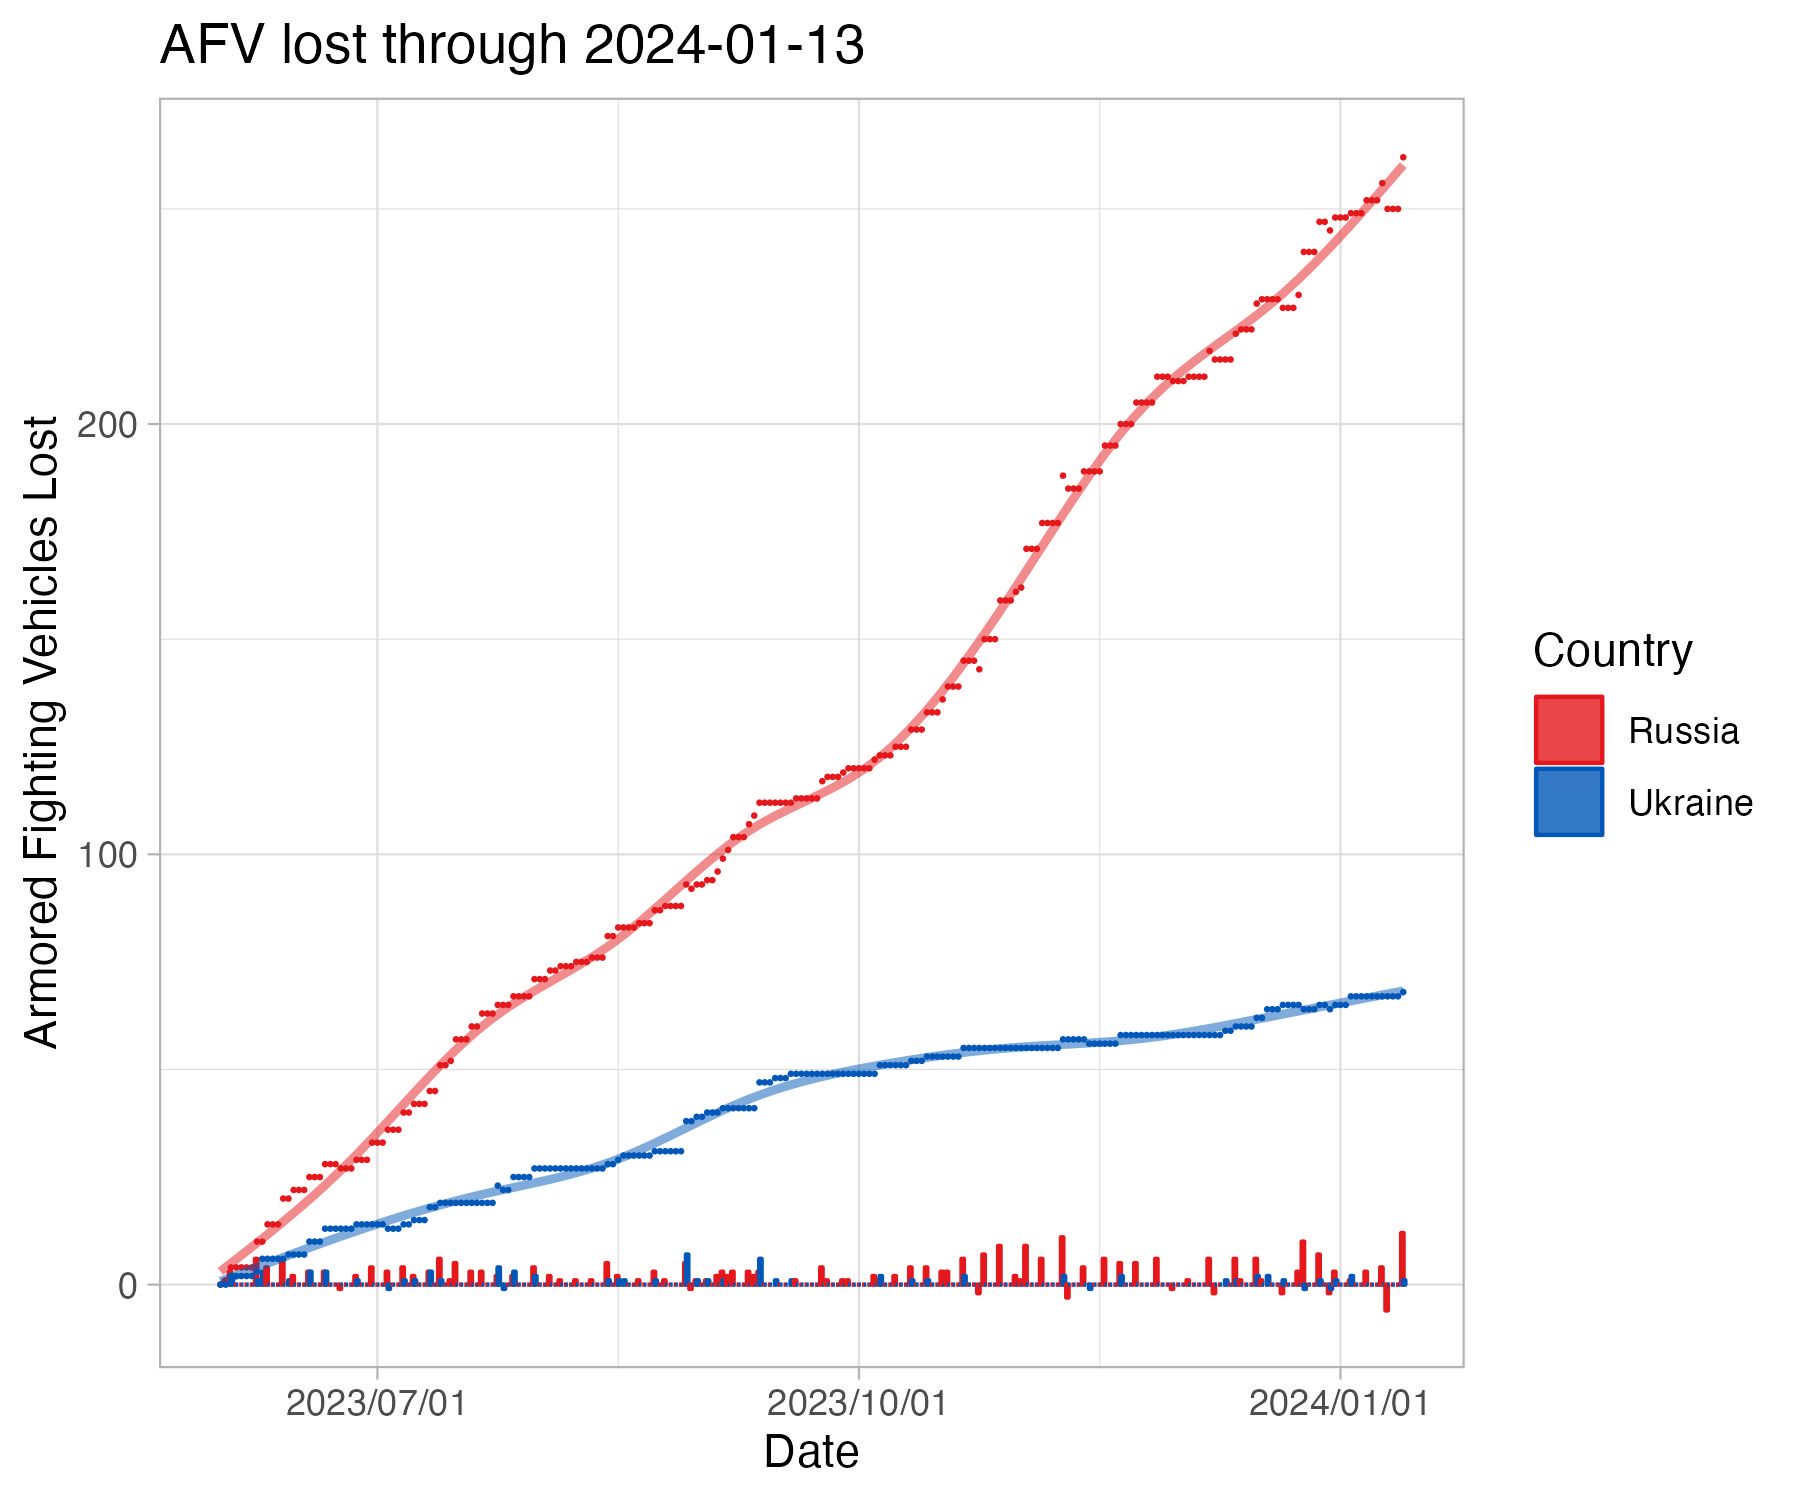 AFV lost through 2024-01-13
Armored Fighting Vehicles Lost
200
100
0
2023/07/01
2023/10/01
2024/01/01
Date
Country
Russia
Ukraine